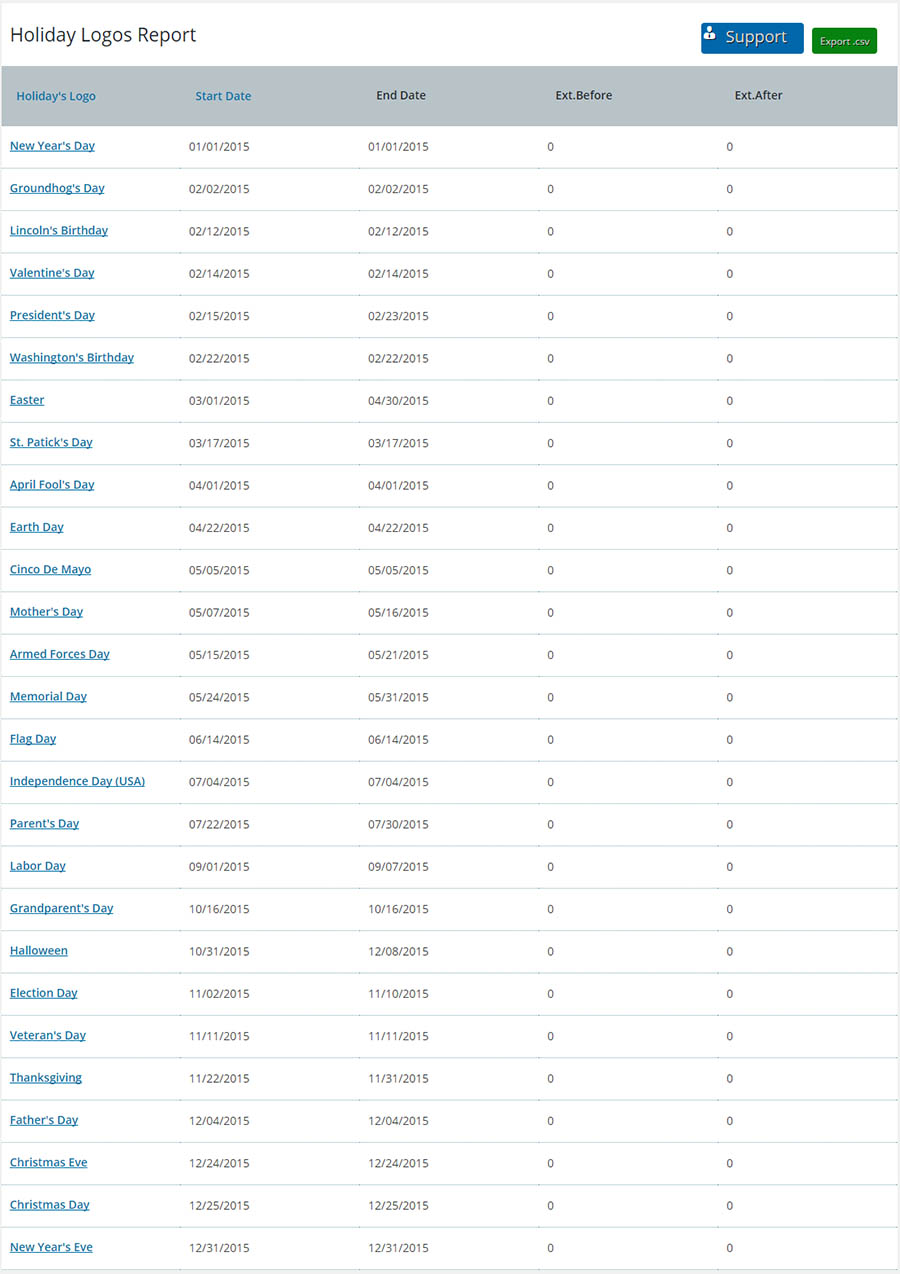 Holiday Logos Report
Support
Export .csv
Holiday's Logo Start Date End Date Ext.Before Ext.After
New Year's Day 01/01/2015 01/01/2015 0 0
Groundhog's Day 02/02/2015 02/02/2015 0 0
Lincoln's Birthday 02/12/2015 02/12/2015 0 0
Valentine's Day 02/14/2015 02/14/2015 0 0
President's Day 02/15/2015 02/23/2015 0 0
Washington's Birthday 02/22/2015 02/22/2015 0 0
Easter 03/01/2015 04/30/2015 0 0
St. Patick's Day 03/17/2015 03/17/2015 0 0
April Fool's Day 04/01/2015 04/01/2015 0 0
Earth Day 04/22/2015 04/22/2015 0 0
Cinco De Mayo 05/05/2015 05/05/2015 0 0
Mother's Day 05/07/2015 05/16/2015 0 0
Armed Forces Day 05/15/2015 05/21/2015 0 0
Memorial Day 05/24/2015 05/31/2015 0 0
Flag Day 06/14/2015 06/14/2015 0 0
Independence Day (USA) 07/04/2015 07/04/2015 0 0
Parent's Day 07/22/2015 07/30/2015 0 0
Labor Day 09/01/2015 09/07/2015 0 0
Grandparent's Day 10/16/2015 10/16/2015 0 0
Halloween 10/31/2015 12/08/2015 0 0
Election Day 11/02/2015 11/10/2015 0 0
Veteran's Day 11/11/2015 11/11/2015 0 0
Thanksgiving 11/22/2015 11/31/2015 0 0
Father's Day 12/04/2015 12/04/2015 0 0
Christmas Eve 12/24/2015 12/24/2015 0 0
Christmas Day 12/25/2015 12/25/2015 0 0
New Year's Eve 12/31/2015 12/31/2015 0 0